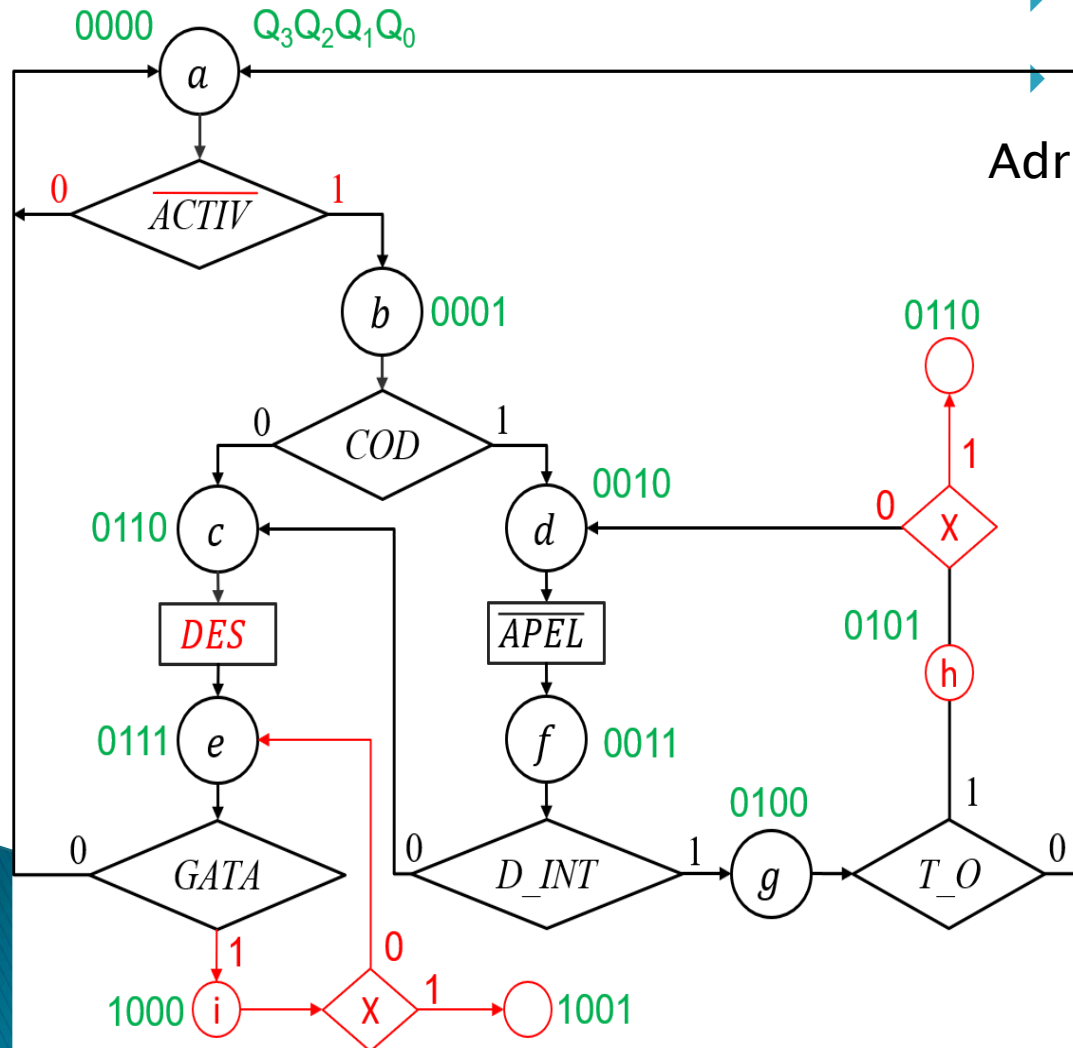 0000
Q₃Q₂Q₁Q₀
a
Adr
0
ACTIV
1
b
0001
0110
0
COD
1
0010
1
0110
c
d
0
X
DES
APEL
0101
h
0111
e
f
0011
0100
1
0
GATA
0
D_INT
1
g
T_O
0
1
0
1000
i
X
1
1001